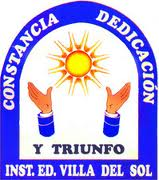 CONSTANCIA DEDICACIÓN
Y TRIUNFO
INST. ED. VILLA DEL SOL